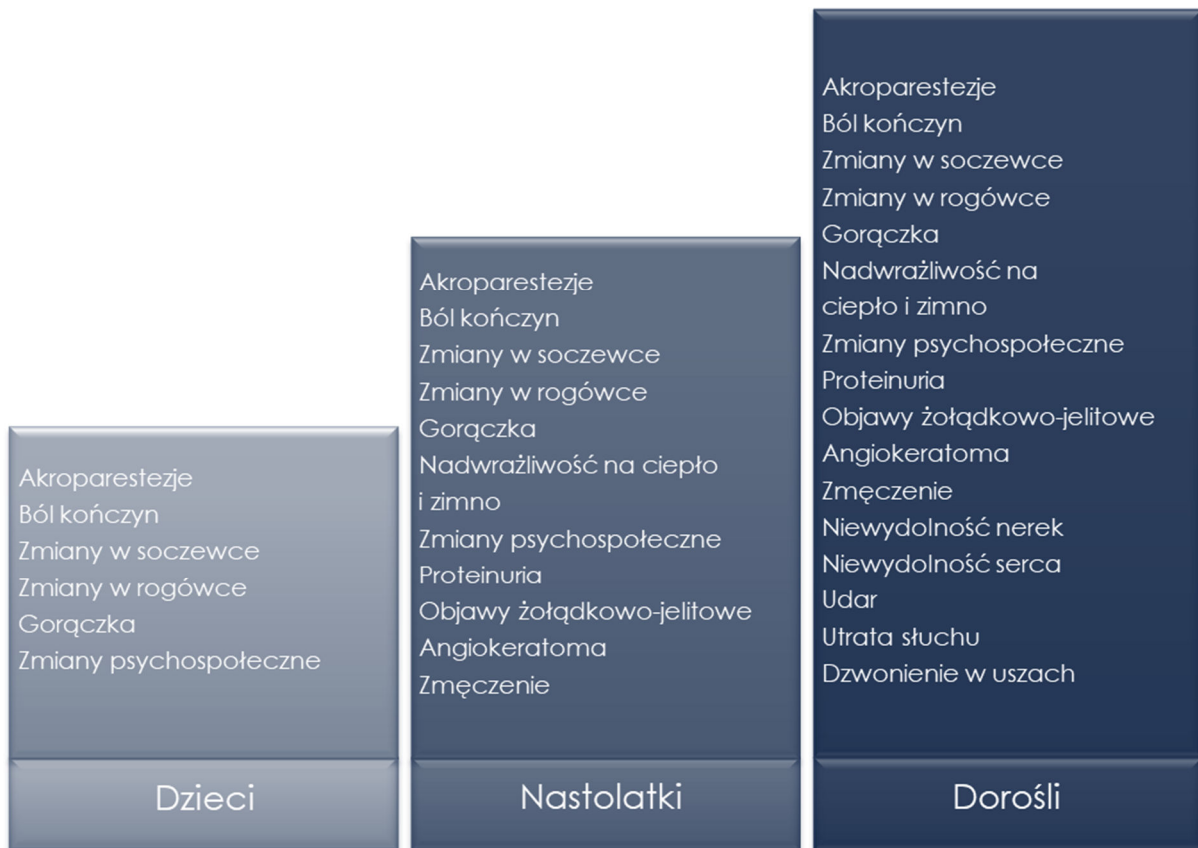 Akroparestezje
Ból kończyn
Zmiany w soczewce
Zmiany w rogówce
Gorączka
Zmiany psychospołeczne
Dzieci
Akroparestezje
Ból kończyn
Zmiany w soczewce
Zmiany w rogówce
Gorączka
Nadwrażliwość na ciepło
i zimno
Zmiany psychospołeczne
Proteinuria
Objawy żołądkowo-jelitowe
Angiokeratoma
Zmęczenie
Nastolatki
Akroparestezje
Ból kończyn
Zmiany w soczewce
Zmiany w rogówce
Gorączka
Nadwrażliwość na
ciepło i zimno
Zmiany psychospołeczne
Proteinuria
Objawy żołądkowo-jelitowe
Angiokeratoma
Zmęczenie
Niewydolność nerek
Niewydolność serca
Udar
Utrata słuchu
Dzwonienie w uszach
Dorośli